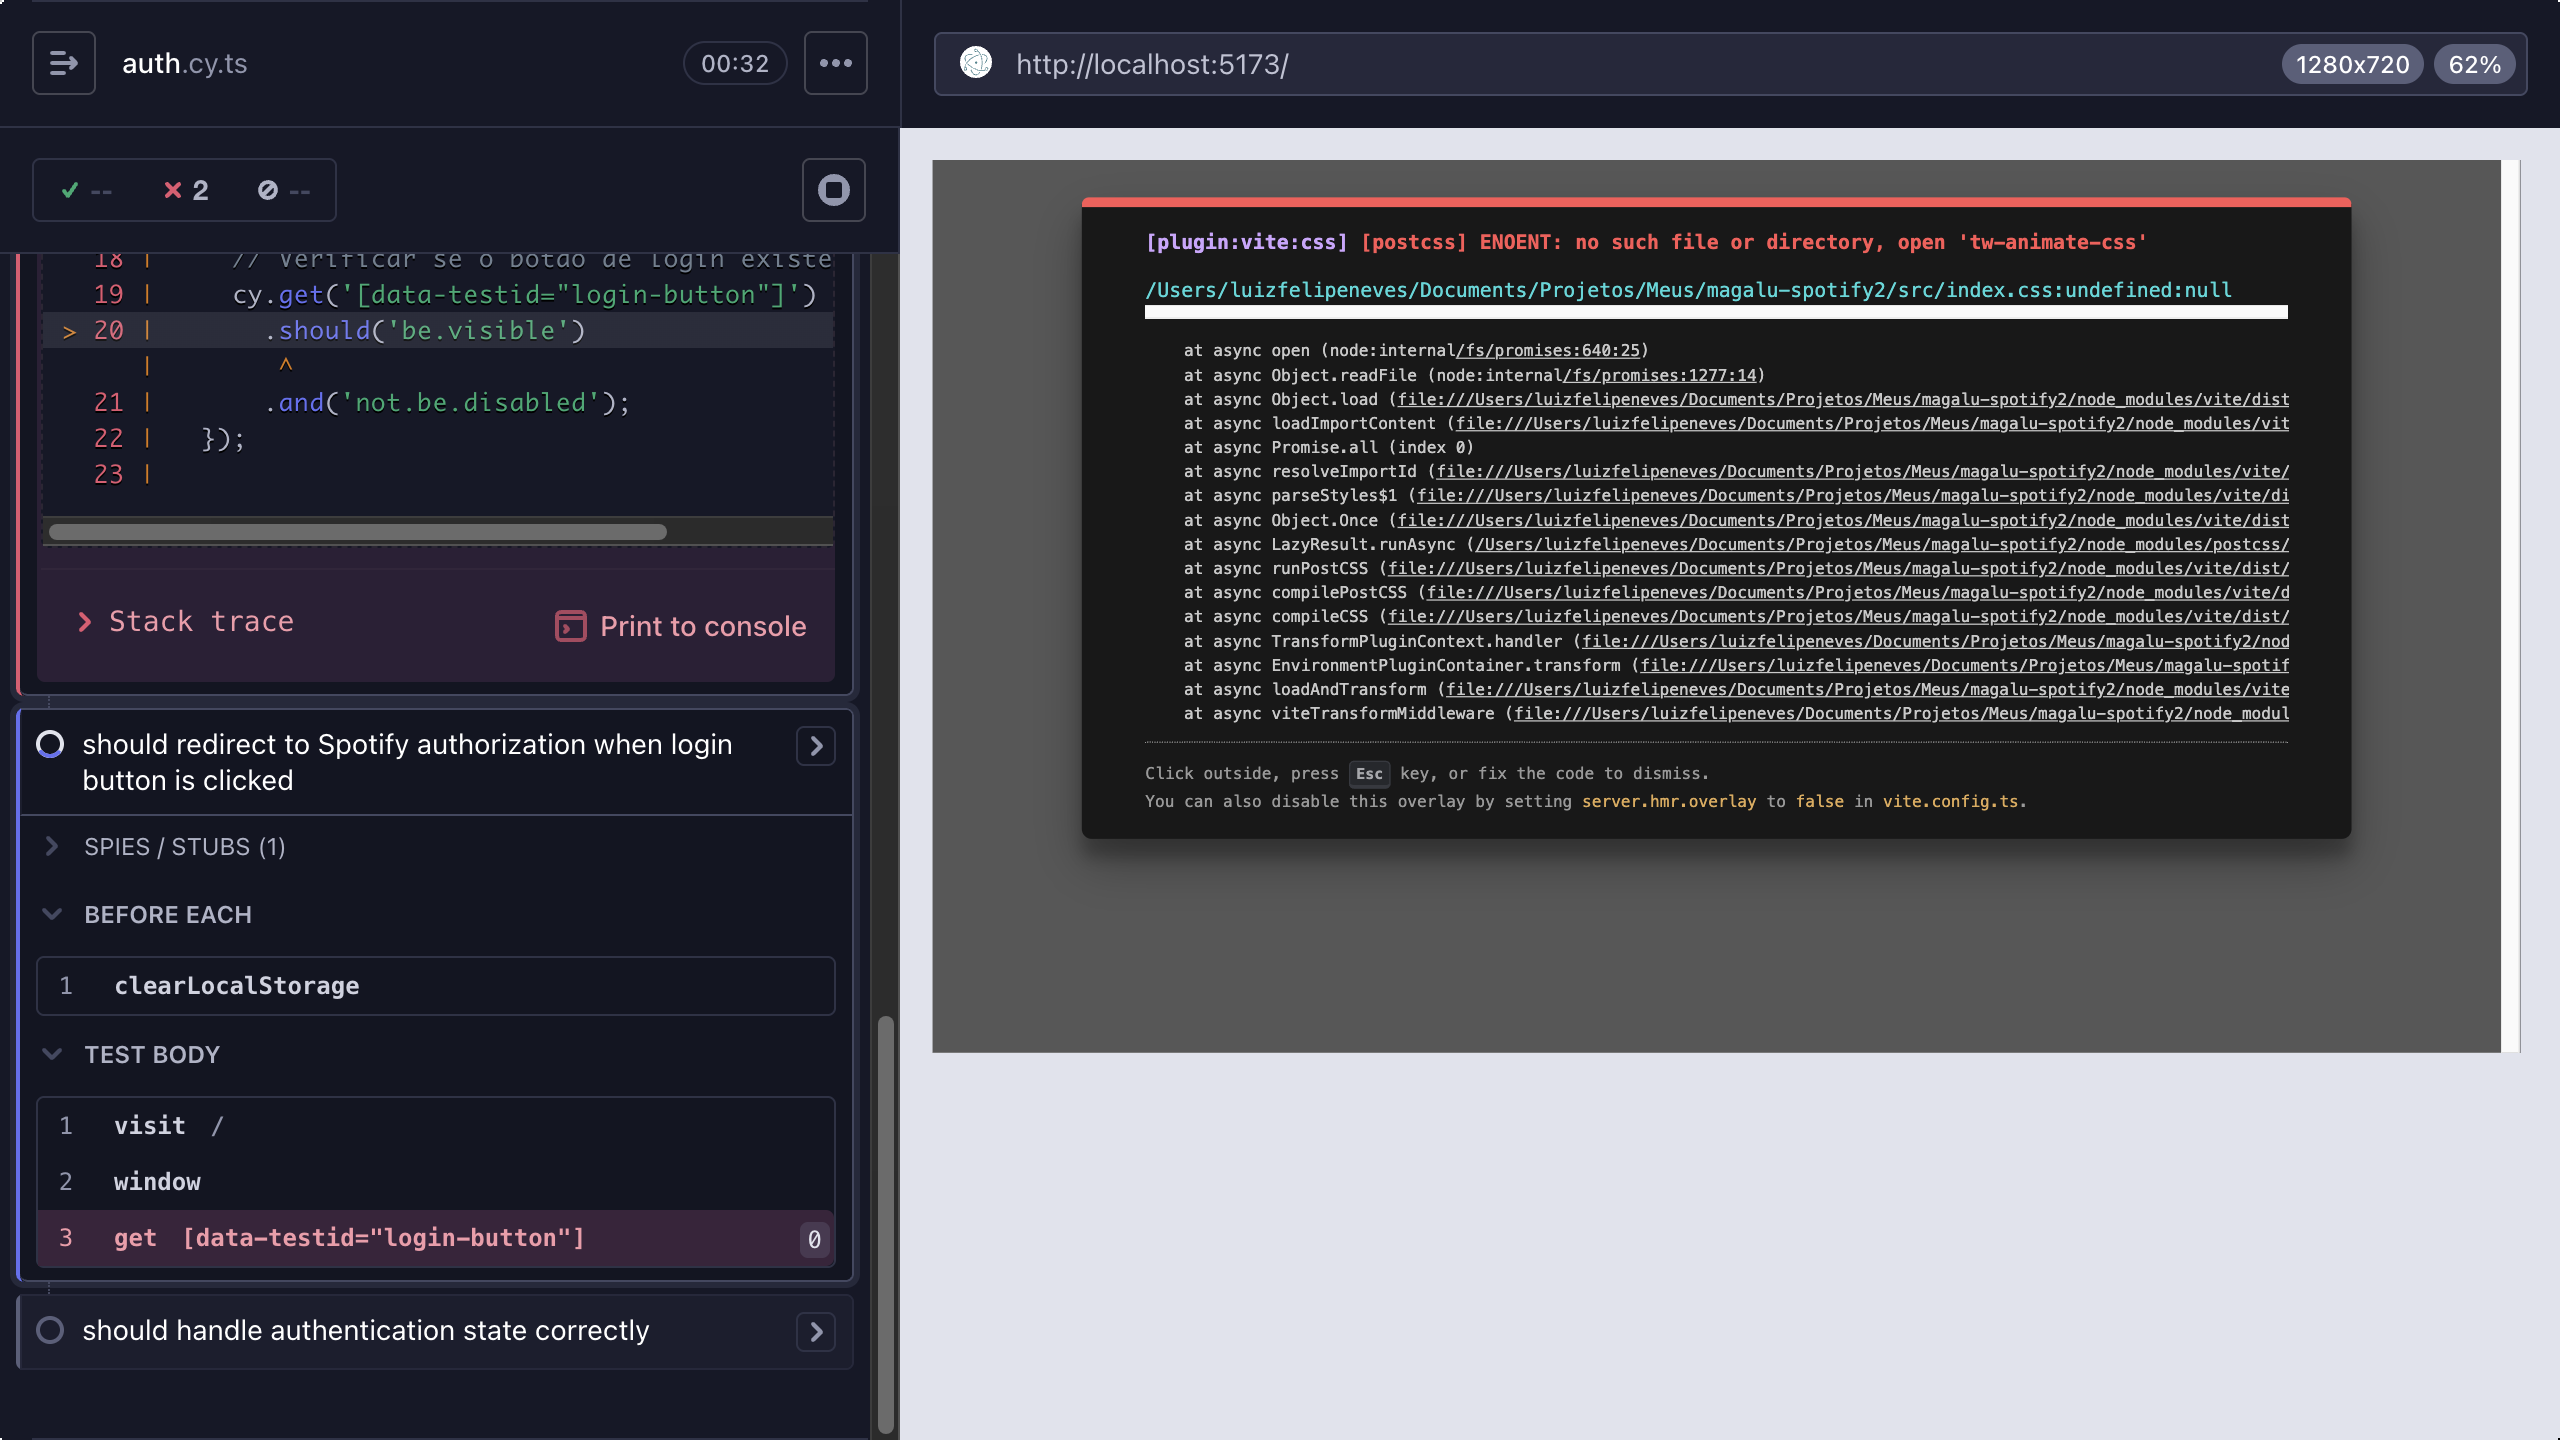 auth.cy.ts
00:32
--
2
--
18 | // Verificar se o botão de login existe
19 | cy.get('[data-testid="login-button"]')
> 20 | .should('be.visible')
| ^
21 | .and('not.be.disabled');
22 | });
23 |
Stack trace
Print to console
should redirect to Spotify authorization when login
button is clicked
SPIES / STUBS (1)
BEFORE EACH
1 clearLocalStorage
TEST BODY
1 visit /
2 window
3 get [data-testid="login-button"] 0
should handle authentication state correctly
http://localhost:5173/
1280x720
62%
[plugin:vite:css] [postcss] ENOENT: no such file or directory, open 'tw-animate-css'
/Users/luizfelipeneves/Documents/Projetos/Meus/magalu-spotify2/src/index.css:undefined:null
at async open (node:internal/fs/promises:640:25)
at async Object.readFile (node:internal/fs/promises:1277:14)
at async Object.load (file:///Users/luizfelipeneves/Documents/Projetos/Meus/magalu-spotify2/node_modules/vite/dist
at async loadImportContent (file:///Users/luizfelipeneves/Documents/Projetos/Meus/magalu-spotify2/node_modules/vit
at async Promise.all (index 0)
at async resolveImportId (file:///Users/luizfelipeneves/Documents/Projetos/Meus/magalu-spotify2/node_modules/vite/
at async parseStyles$1 (file:///Users/luizfelipeneves/Documents/Projetos/Meus/magalu-spotify2/node_modules/vite/di
at async Object.Once (file:///Users/luizfelipeneves/Documents/Projetos/Meus/magalu-spotify2/node_modules/vite/dist
at async LazyResult.runAsync (/Users/luizfelipeneves/Documents/Projetos/Meus/magalu-spotify2/node_modules/postcss/
at async runPostCSS (file:///Users/luizfelipeneves/Documents/Projetos/Meus/magalu-spotify2/node_modules/vite/dist/
at async compilePostCSS (file:///Users/luizfelipeneves/Documents/Projetos/Meus/magalu-spotify2/node_modules/vite/d
at async compileCSS (file:///Users/luizfelipeneves/Documents/Projetos/Meus/magalu-spotify2/node_modules/vite/dist/
at async TransformPluginContext.handler (file:///Users/luizfelipeneves/Documents/Projetos/Meus/magalu-spotify2/nod
at async EnvironmentPluginContainer.transform (file:///Users/luizfelipeneves/Documents/Projetos/Meus/magalu-spotif
at async loadAndTransform (file:///Users/luizfelipeneves/Documents/Projetos/Meus/magalu-spotify2/node_modules/vite
at async viteTransformMiddleware (file:///Users/luizfelipeneves/Documents/Projetos/Meus/magalu-spotify2/node_modul
Click outside, press Esc key, or fix the code to dismiss.
You can also disable this overlay by setting server.hmr.overlay to false in vite.config.ts.